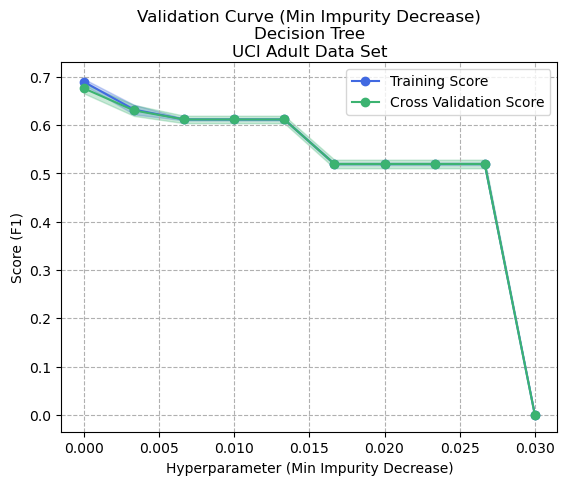 Validation Curve (Min Impurity Decrease)
Decision Tree
UCI Adult Data Set
Training Score
Cross Validation Score
0.7
0.6
0.5
0.4
0.3
0.2
0.1
0.0
Score (F1)
0.000
0.005
0.010
0.015
0.020
0.025
0.030
Hyperparameter (Min Impurity Decrease)